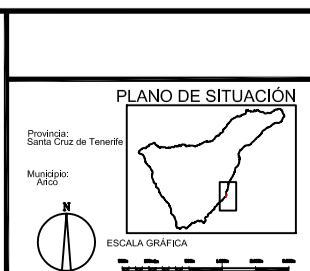 PLANO DE SITUACIÓN
Provincia:
Santa Cruz de Tenerife
Municipio:
Arico
N
ESCALA GRÁFICA